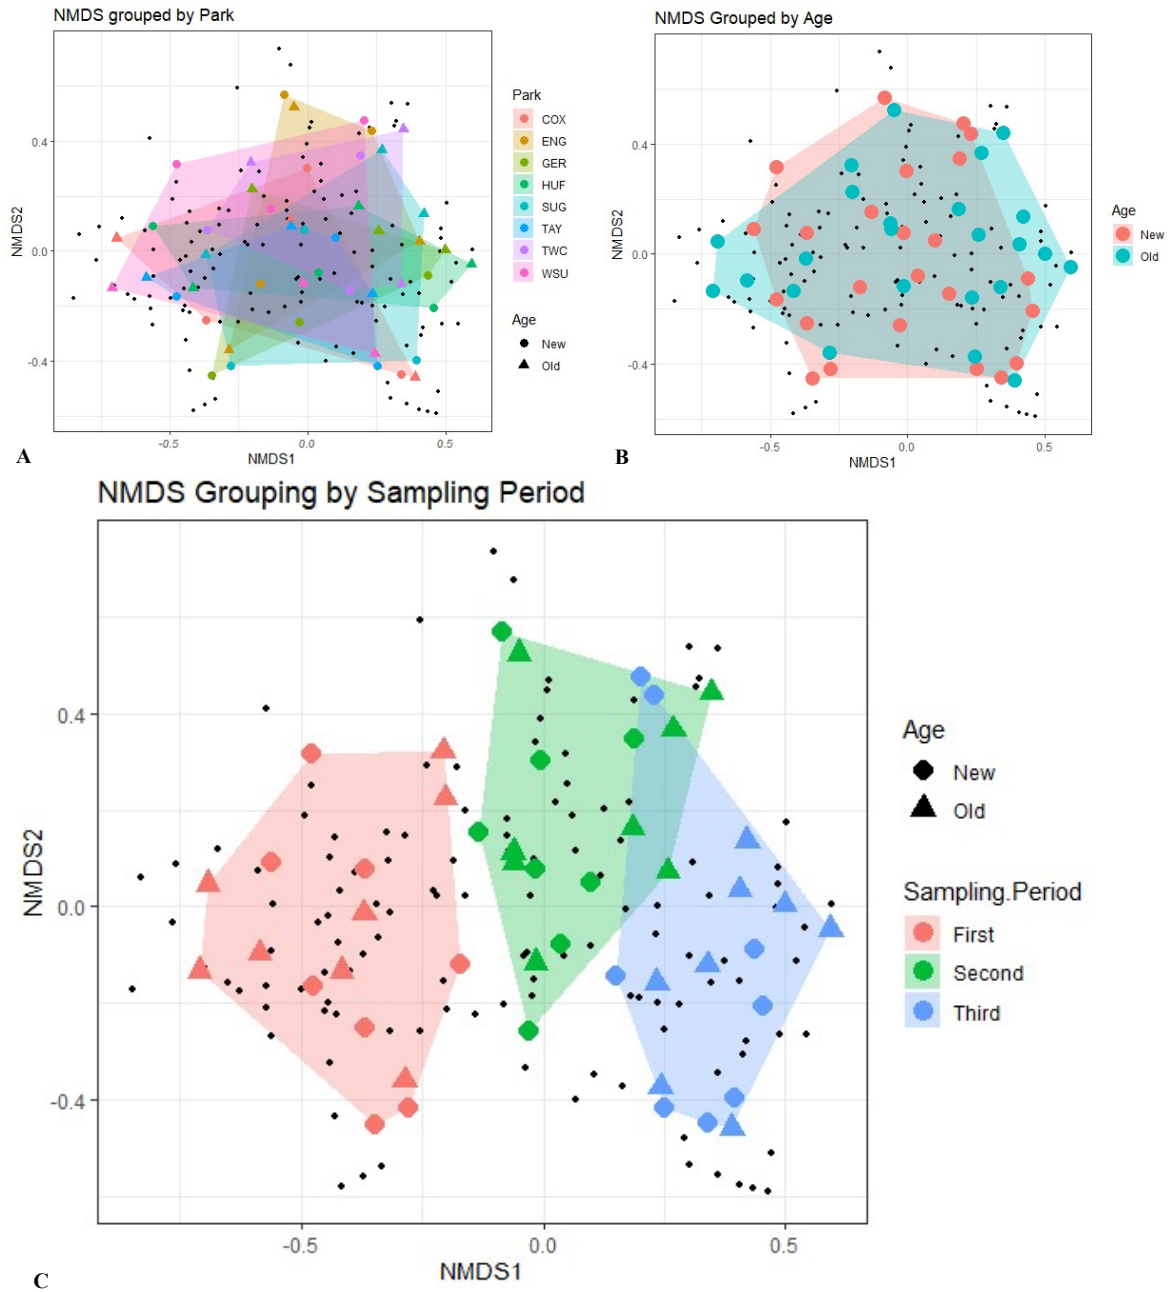 NMDS grouped by Park
NMDS2
0.4
0.0
-0.4
-0.5
0.0
0.5
NMDS1
Park
COX
ENG
GER
HUF
SUG
TAY
TWC
WSU
Age
New
Old
A
NMDS Grouped by Age
NMDS2
0.4
0.0
-0.4
-0.5
0.0
0.5
NMDS1
Age
New
Old
B
NMDS Grouping by Sampling Period
NMDS2
0.4
0.0
-0.4
-0.5
0.0
0.5
NMDS1
Age
New
Old
Sampling.Period
First
Second
Third
C